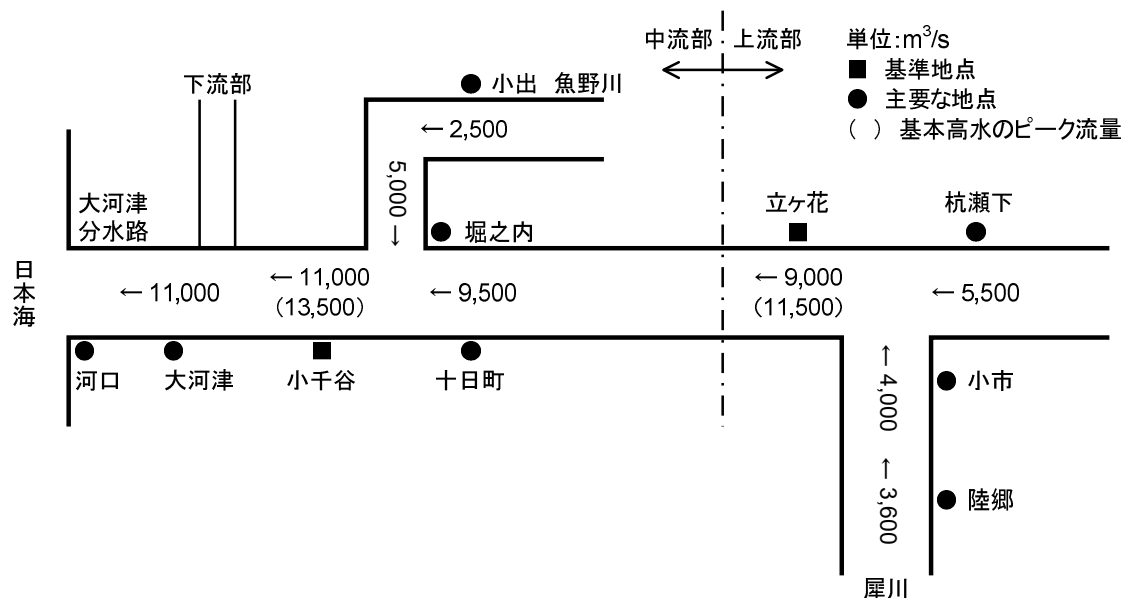 中流部 上流部
単位:m³/s
■ 基準地点
● 主要な地点
( ) 基本高水のピーク流量
下流部
小出 魚野川
← 2,500
5,000 →
大河津
分水路
堀之内
立ヶ花
杭瀬下
日本海
← 11,000
← 11,000
(13,500)
← 9,500
← 9,000
(11,500)
← 5,500
河口
大河津
小千谷
十日町
← 4,000
小市
← 3,600
陸郷
犀川